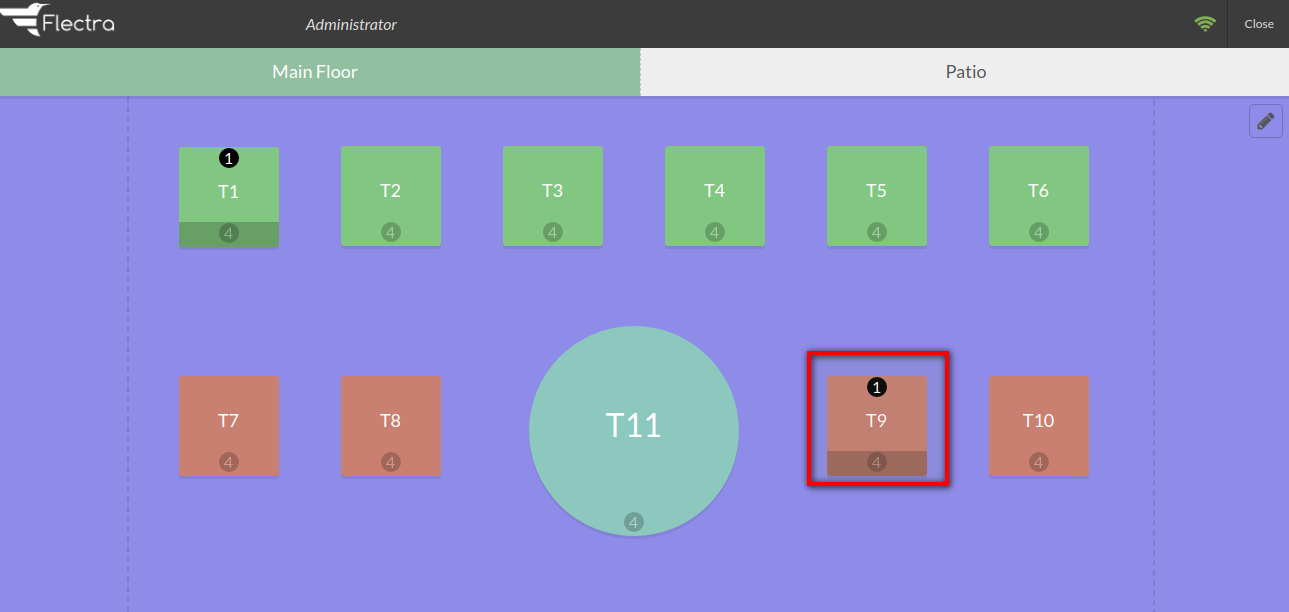 Flectra Administrator Close
Main Floor Patio
1
T1 T2 T3 T4 T5 T6
4 4 4 4 4 4
1
T7 T8 T11 T9 T10
4 4 4 4
4